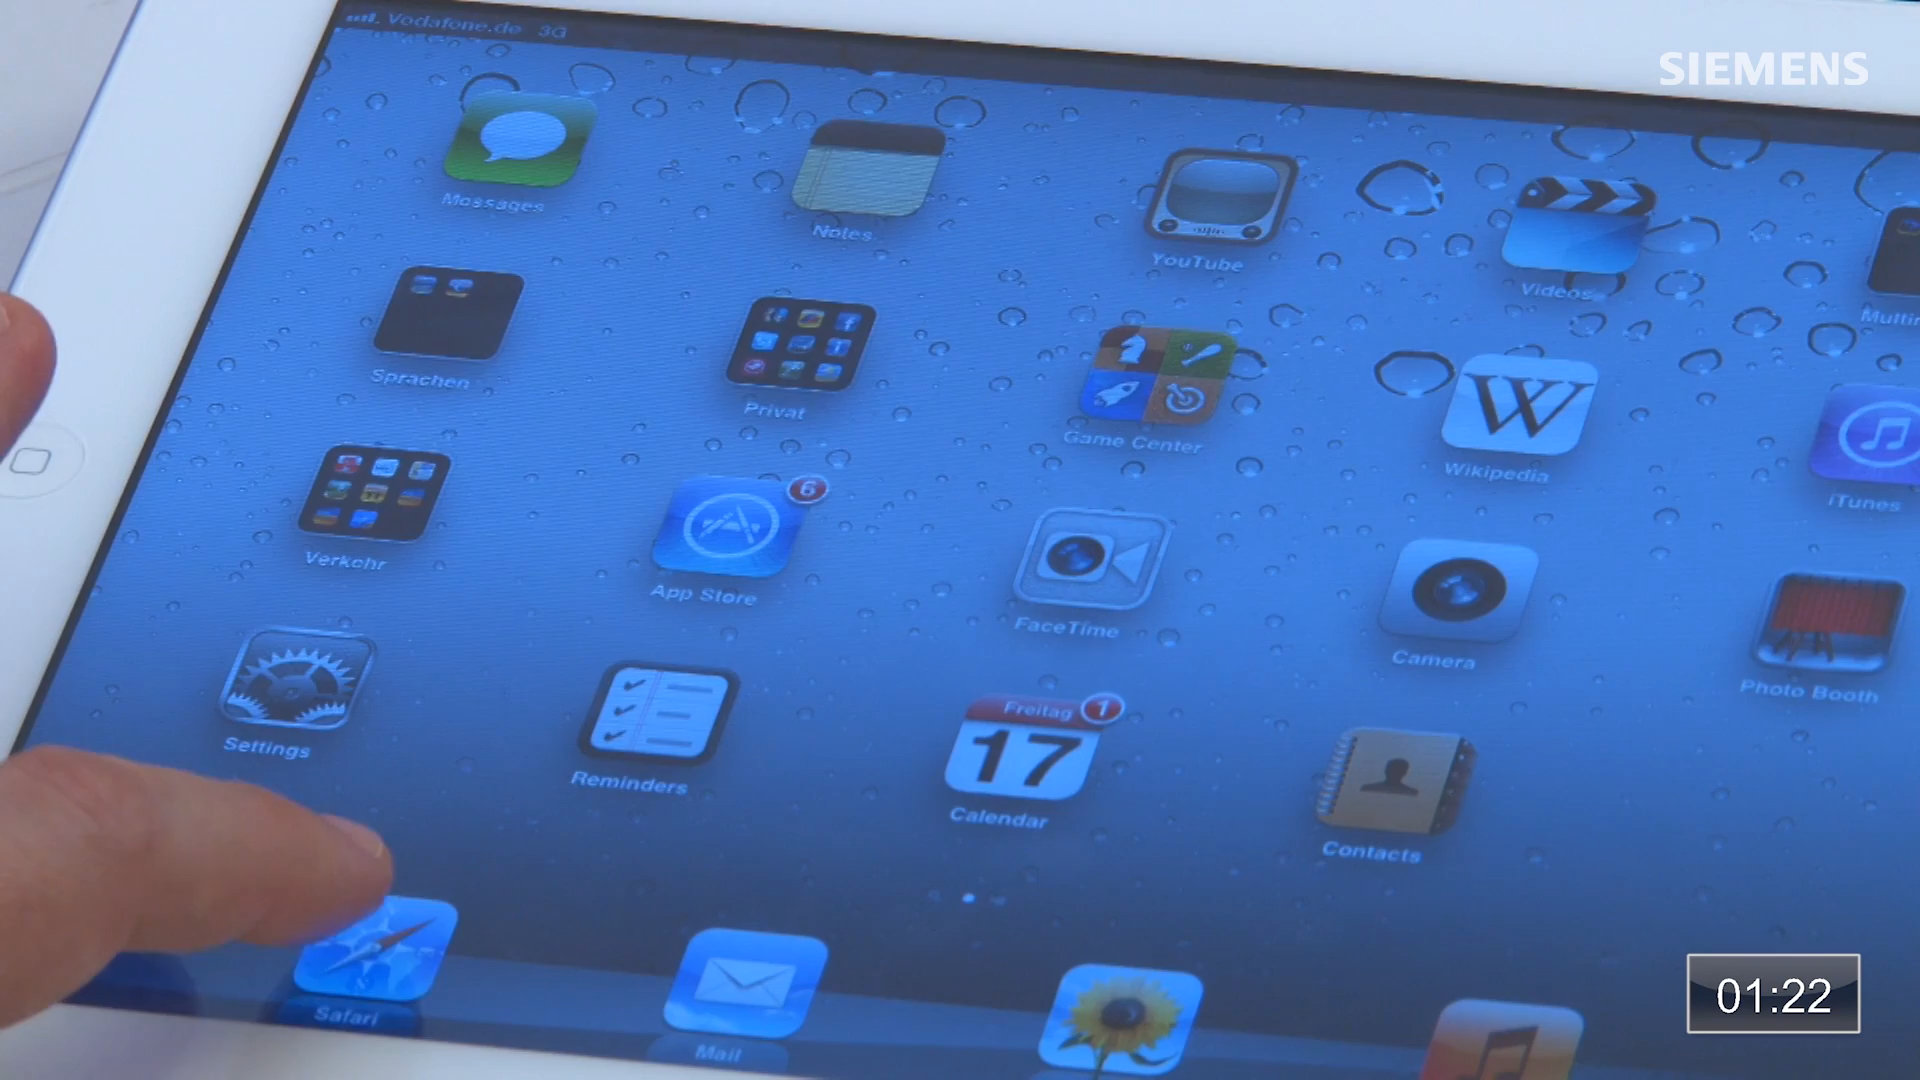 Vodafone.de 3G
SIEMENS
Messages
Notes
YouTube
Videos
Sprachen
Privat
Game Center
Wikipedia
iTunes
Verkehr
App Store
6
FaceTime
Camera
Photo Booth
Settings
Reminders
Freitag
1
17
Calendar
Contacts
Safari
Mail
01:22